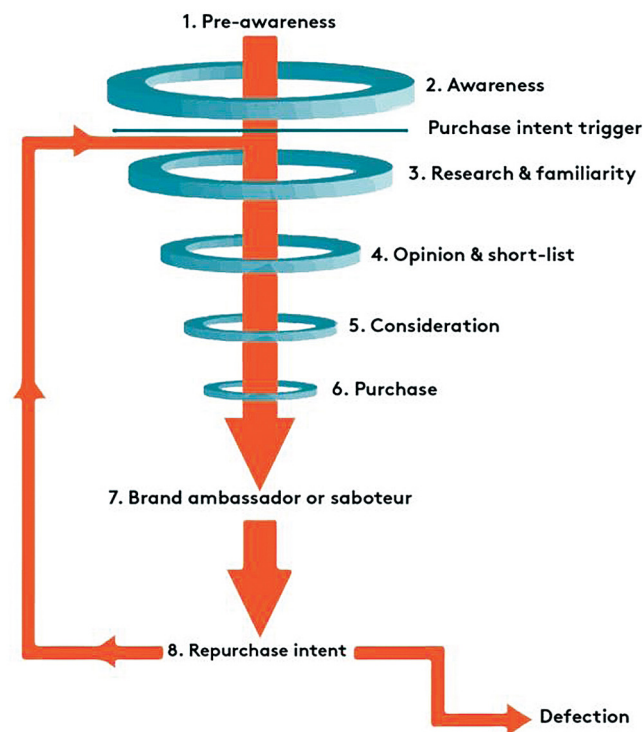 1. Pre-awareness
2. Awareness
Purchase intent trigger
3. Research & familiarity
4. Opinion & short-list
5. Consideration
6. Purchase
7. Brand ambassador or saboteur
8. Repurchase intent
Defection